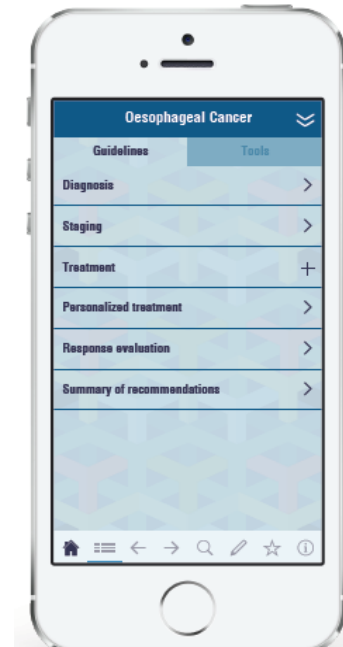 Oesophageal Cancer
Guidelines
Tools
Diagnosis
Staging
Treatment
Personalized treatment
Response evaluation
Summary of recommendations